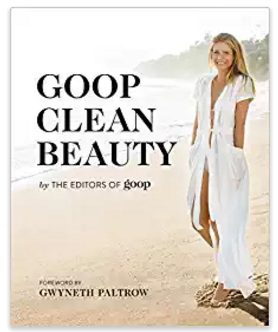 GOOP
CLEAN
BEAUTY
by THE EDITORS OF goop
FOREWORD BY
GWYNETH PALTROW